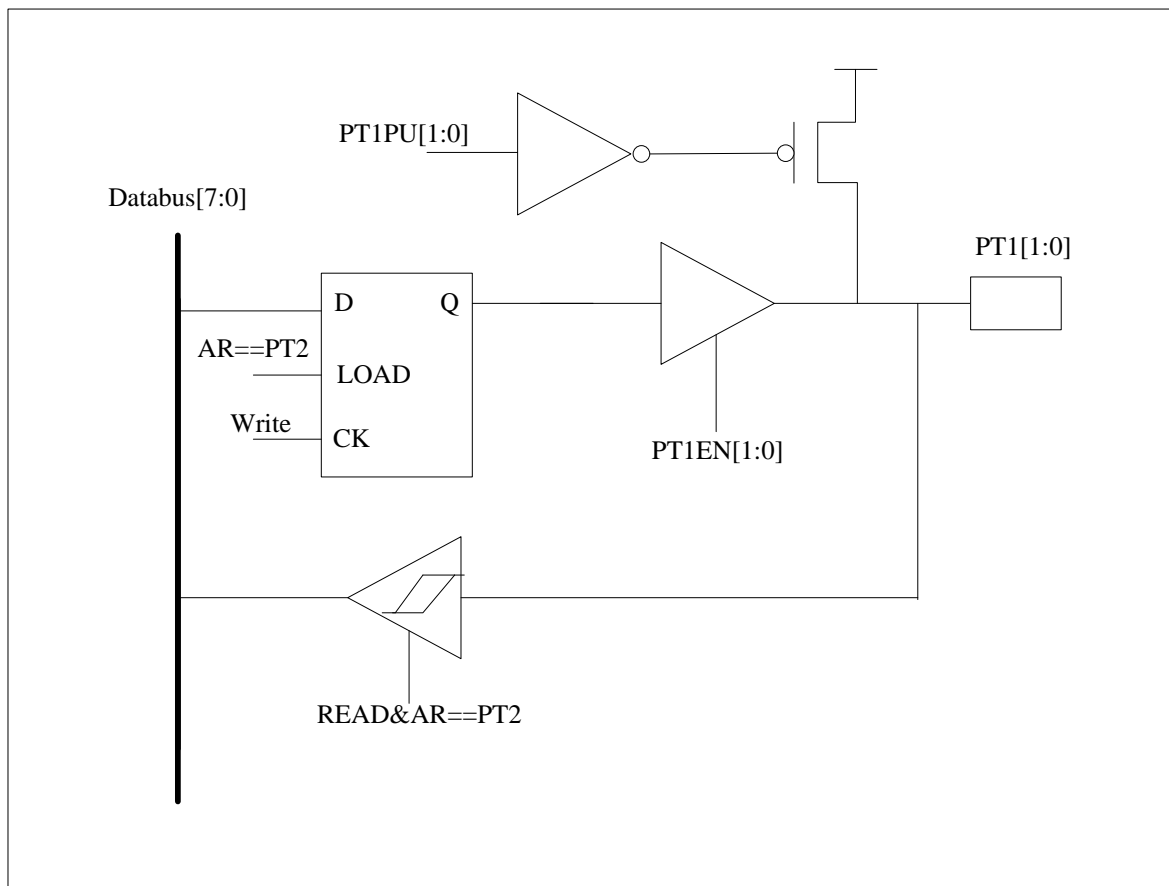 PT1PU[1:0]
Databus[7:0]
PT1[1:0]
D
Q
AR==PT2
LOAD
Write
CK
PT1EN[1:0]
READ&AR==PT2